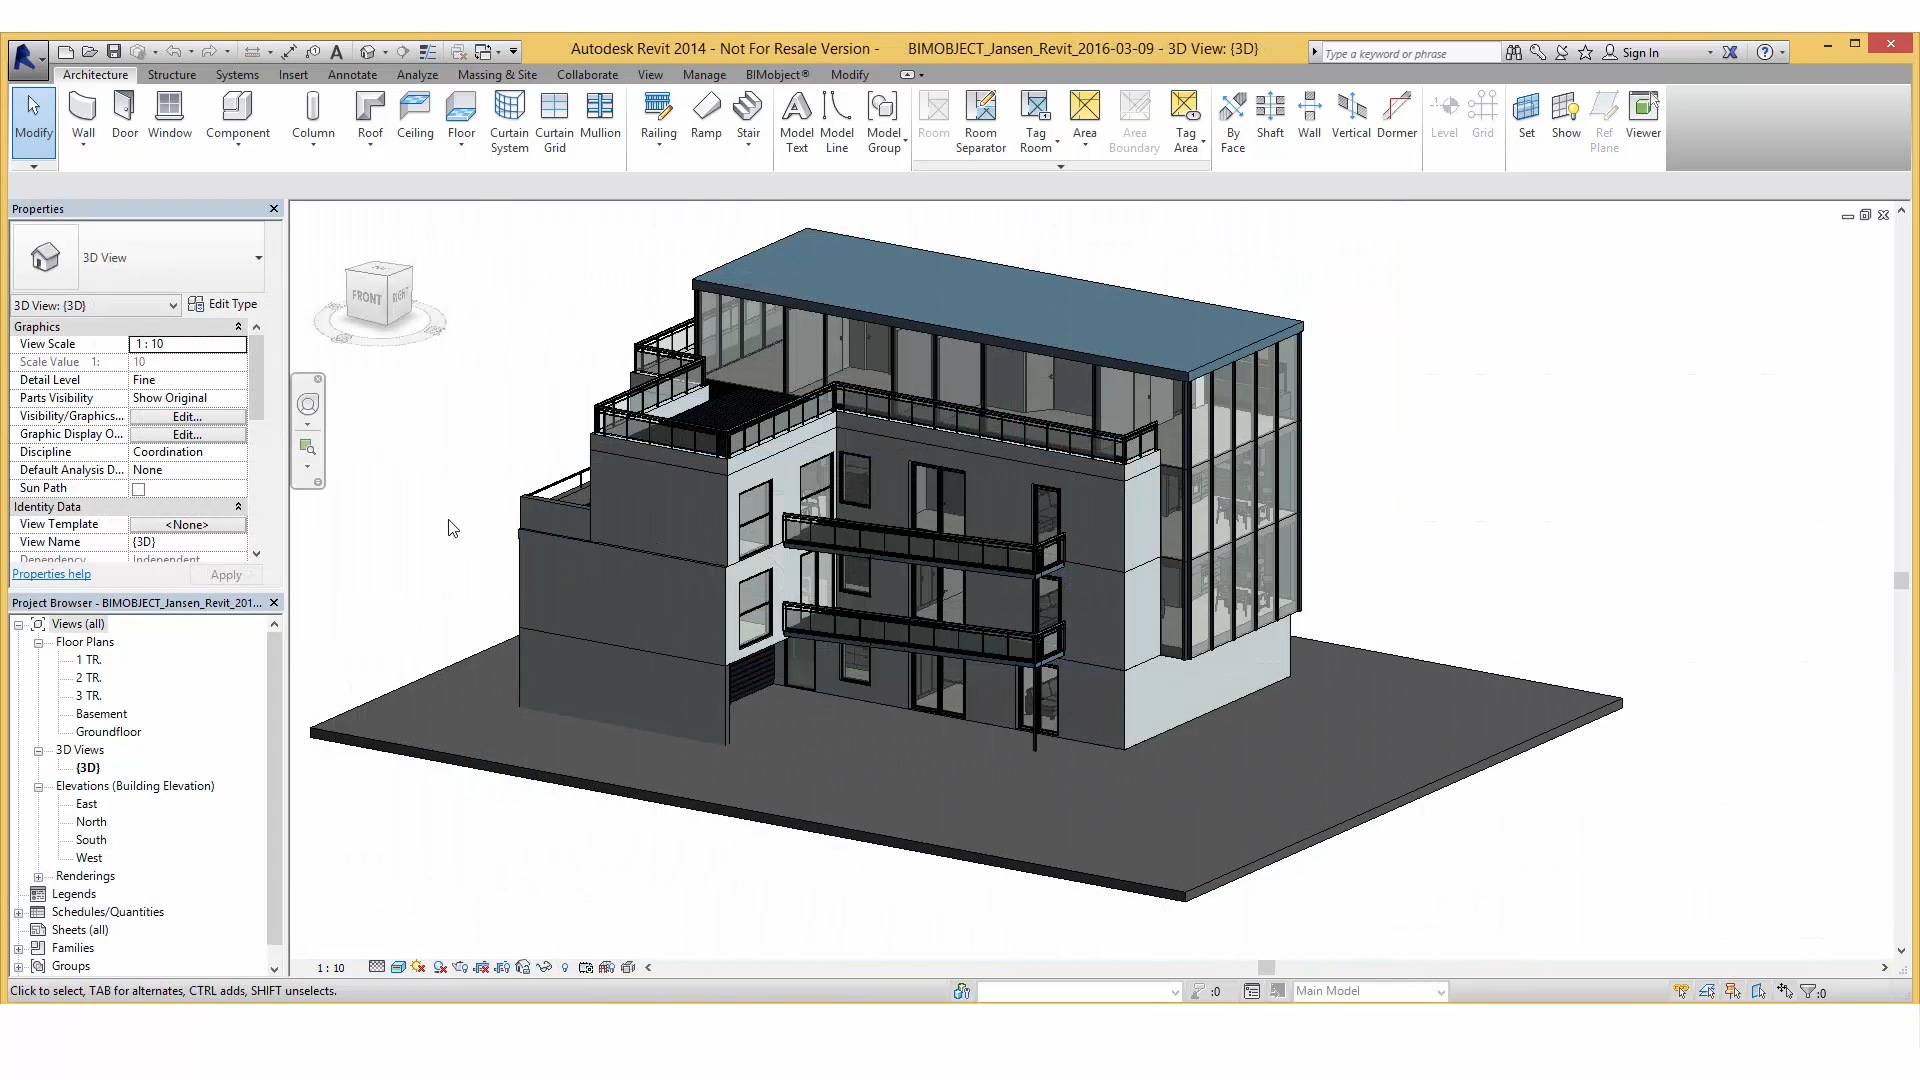 Autodesk Revit 2014 - Not For Resale Version - BIMOBJECT_Jansen_Revit_2016-03-09 - 3D View: {3D}
Type a keyword or phrase
Sign In
Architecture Structure Systems Insert Annotate Analyze Massing & Site Collaborate View Manage BIMobject® Modify
Modify Wall Door Window Component Column Roof Ceiling Floor Curtain System Curtain Grid Mullion Railing Ramp Stair Model Text Model Line Model Group Room Room Separator Tag Room Area Area Boundary Tag Area By Face Shaft Wall Vertical Dormer Level Grid Set Show Ref Plane Viewer
Properties
3D View
3D View: {3D} Edit Type
Graphics
View Scale 1 : 10
Scale Value 1: 10
Detail Level Fine
Parts Visibility Show Original
Visibility/Graphics... Edit...
Graphic Display O... Edit...
Discipline Coordination
Default Analysis D... None
Sun Path
Identity Data
View Template <None>
View Name {3D}
Dependency Independent
Properties help Apply
FRONT RIGHT
Project Browser - BIMOBJECT_Jansen_Revit_201...
Views (all)
Floor Plans
1 TR.
2 TR.
3 TR.
Basement
Groundfloor
3D Views
{3D}
Elevations (Building Elevation)
East
North
South
West
Renderings
Legends
Schedules/Quantities
Sheets (all)
Families
Groups
1 : 10
Click to select, TAB for alternates, CTRL adds, SHIFT unselects.
:0
Main Model
:0